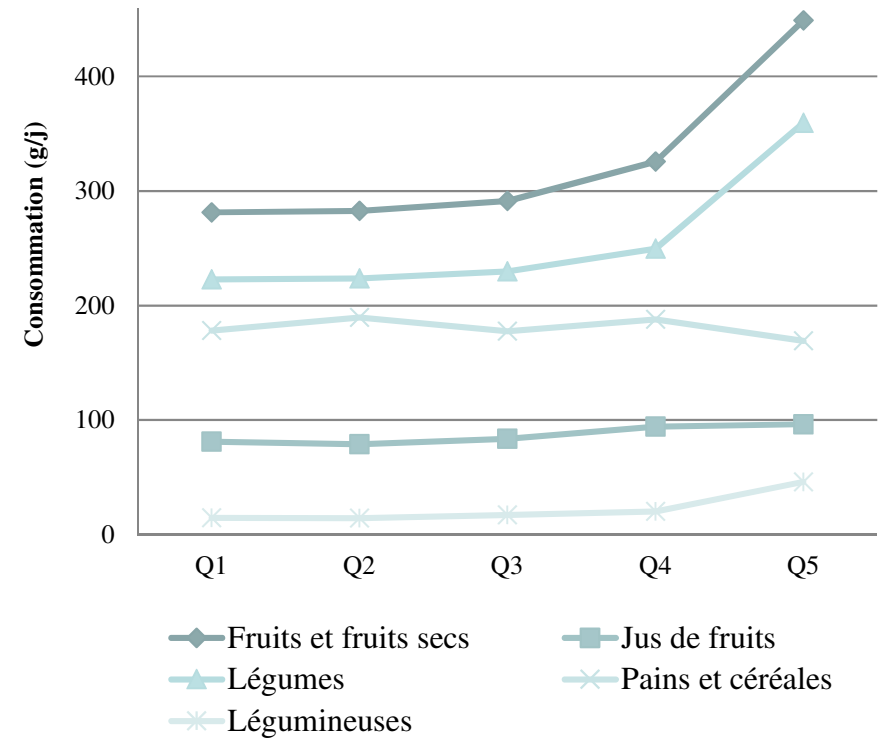 400
300
200
100
0
Consommation (g/j)
Q1 Q2 Q3 Q4 Q5
Fruits et fruits secs Jus de fruits
Légumes Pains et céréales
Légumineuses